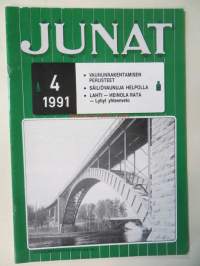 JUNAT
4
1991
• VAUNUNRAKENTAMISEN
PERUSTEET
• SÄILIÖVAUNUJA HELPOLLA
• LAHTI — HEINOLA RATA
— Lyhyt yhteenveto